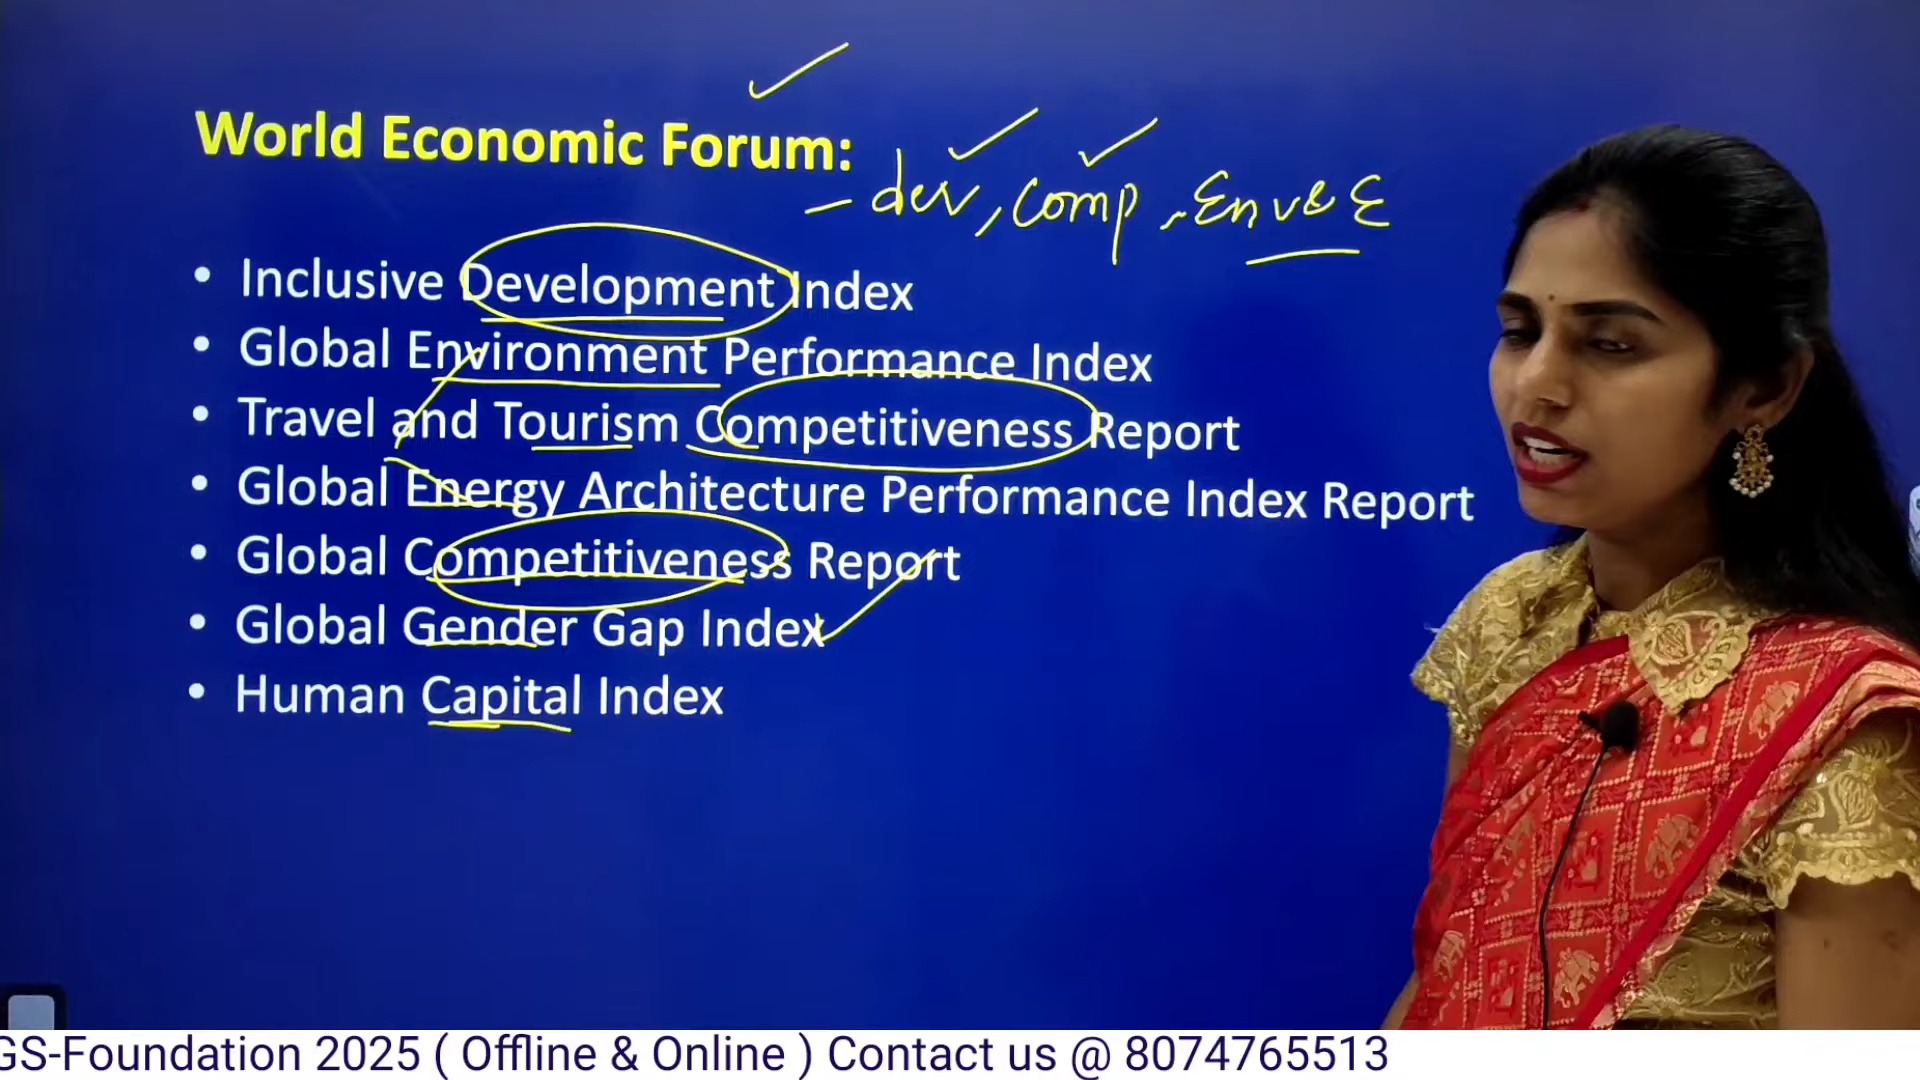 World Economic Forum:
- dev, comp, Env & E
• Inclusive Development Index
• Global Environment Performance Index
• Travel and Tourism Competitiveness Report
• Global Energy Architecture Performance Index Report
• Global Competitiveness Report
• Global Gender Gap Index
• Human Capital Index
GS-Foundation 2025 ( Offline & Online ) Contact us @ 8074765513